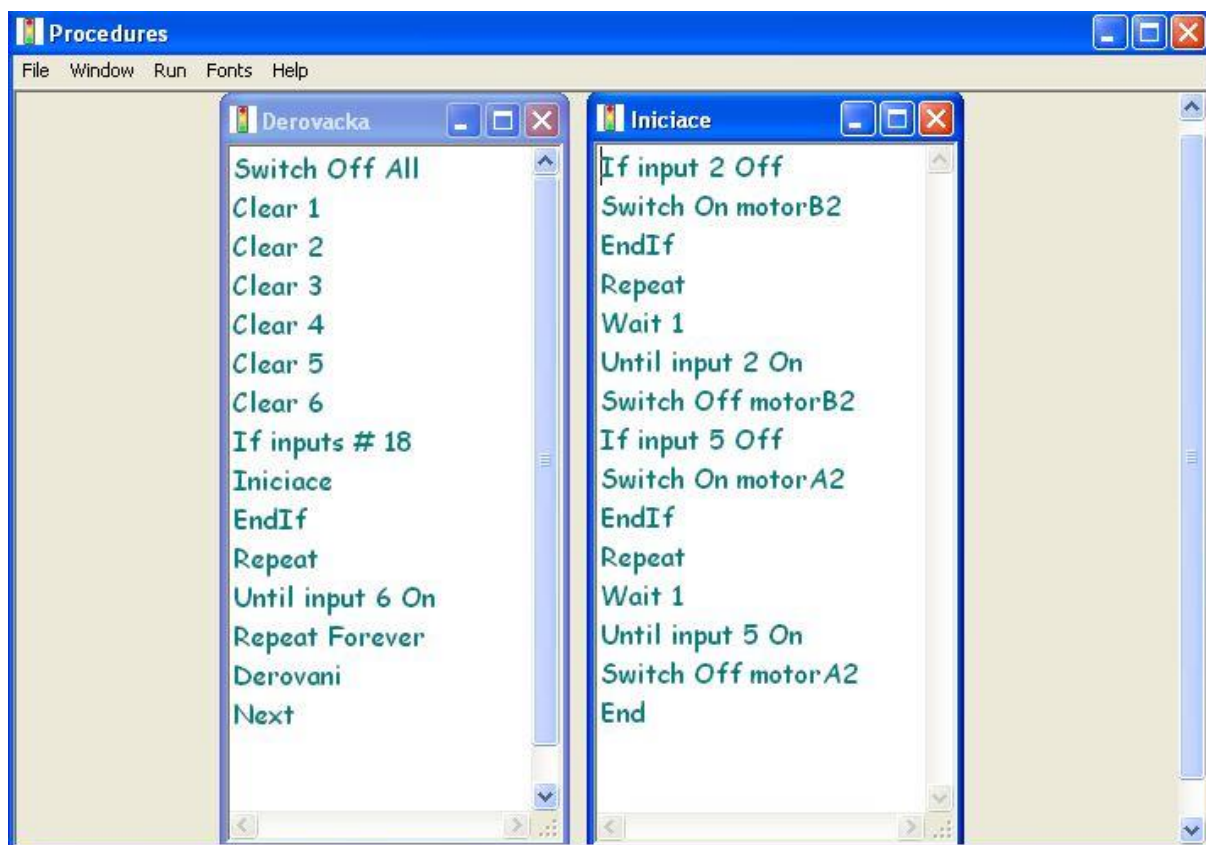 Procedures
File Window Run Fonts Help
Derovacka
Switch Off All
Clear 1
Clear 2
Clear 3
Clear 4
Clear 5
Clear 6
If inputs # 18
Iniciace
EndIf
Repeat
Until input 6 On
Repeat Forever
Derovani
Next
Iniciace
If input 2 Off
Switch On motorB2
EndIf
Repeat
Wait 1
Until input 2 On
Switch Off motorB2
If input 5 Off
Switch On motorA2
EndIf
Repeat
Wait 1
Until input 5 On
Switch Off motorA2
End